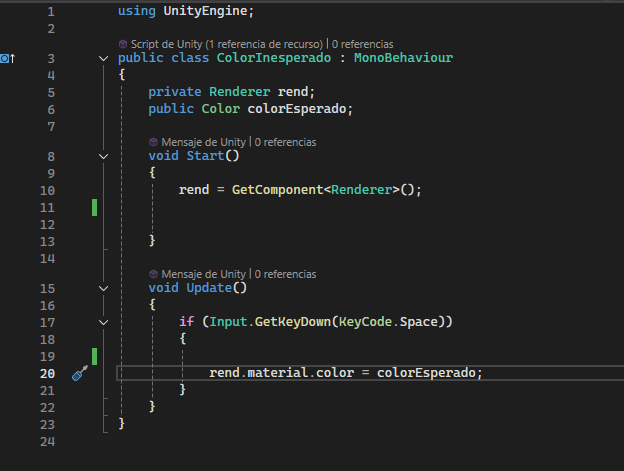 1 using UnityEngine;
2
Script de Unity (1 referencia de recurso) | 0 referencias
3 public class ColorInesperado : MonoBehaviour
4 {
5 private Renderer rend;
6 public Color colorEsperado;
7
Mensaje de Unity | 0 referencias
8 void Start()
9 {
10 rend = GetComponent<Renderer>();
11
12
13 }
14
Mensaje de Unity | 0 referencias
15 void Update()
16 {
17 if (Input.GetKeyDown(KeyCode.Space))
18 {
19
20 rend.material.color = colorEsperado;
21 }
22 }
23 }
24